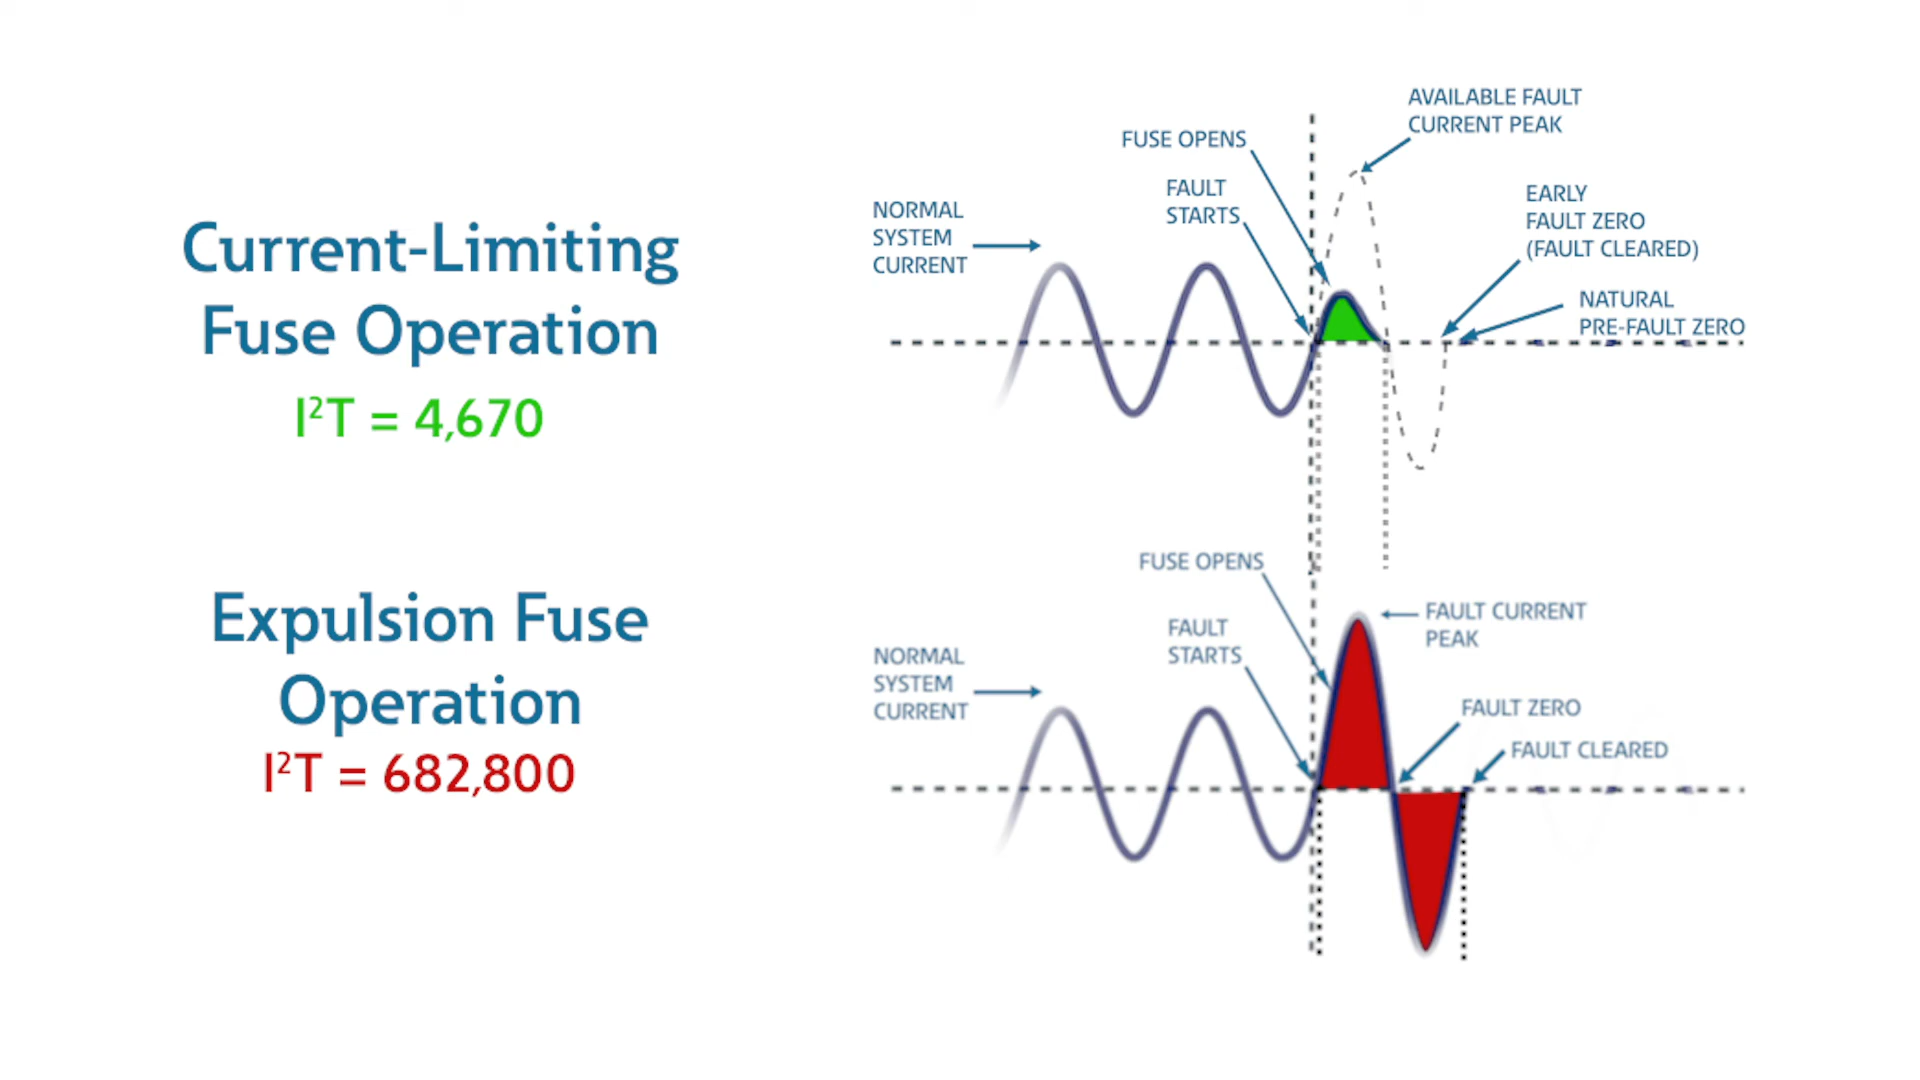 Current-Limiting
Fuse Operation
I²T = 4,670
AVAILABLE FAULT
CURRENT PEAK
FUSE OPENS
FAULT
STARTS
NORMAL
SYSTEM
CURRENT
EARLY
FAULT ZERO
(FAULT CLEARED)
NATURAL
PRE-FAULT ZERO
Expulsion Fuse
Operation
I²T = 682,800
FUSE OPENS
FAULT
STARTS
NORMAL
SYSTEM
CURRENT
FAULT CURRENT
PEAK
FAULT ZERO
FAULT CLEARED